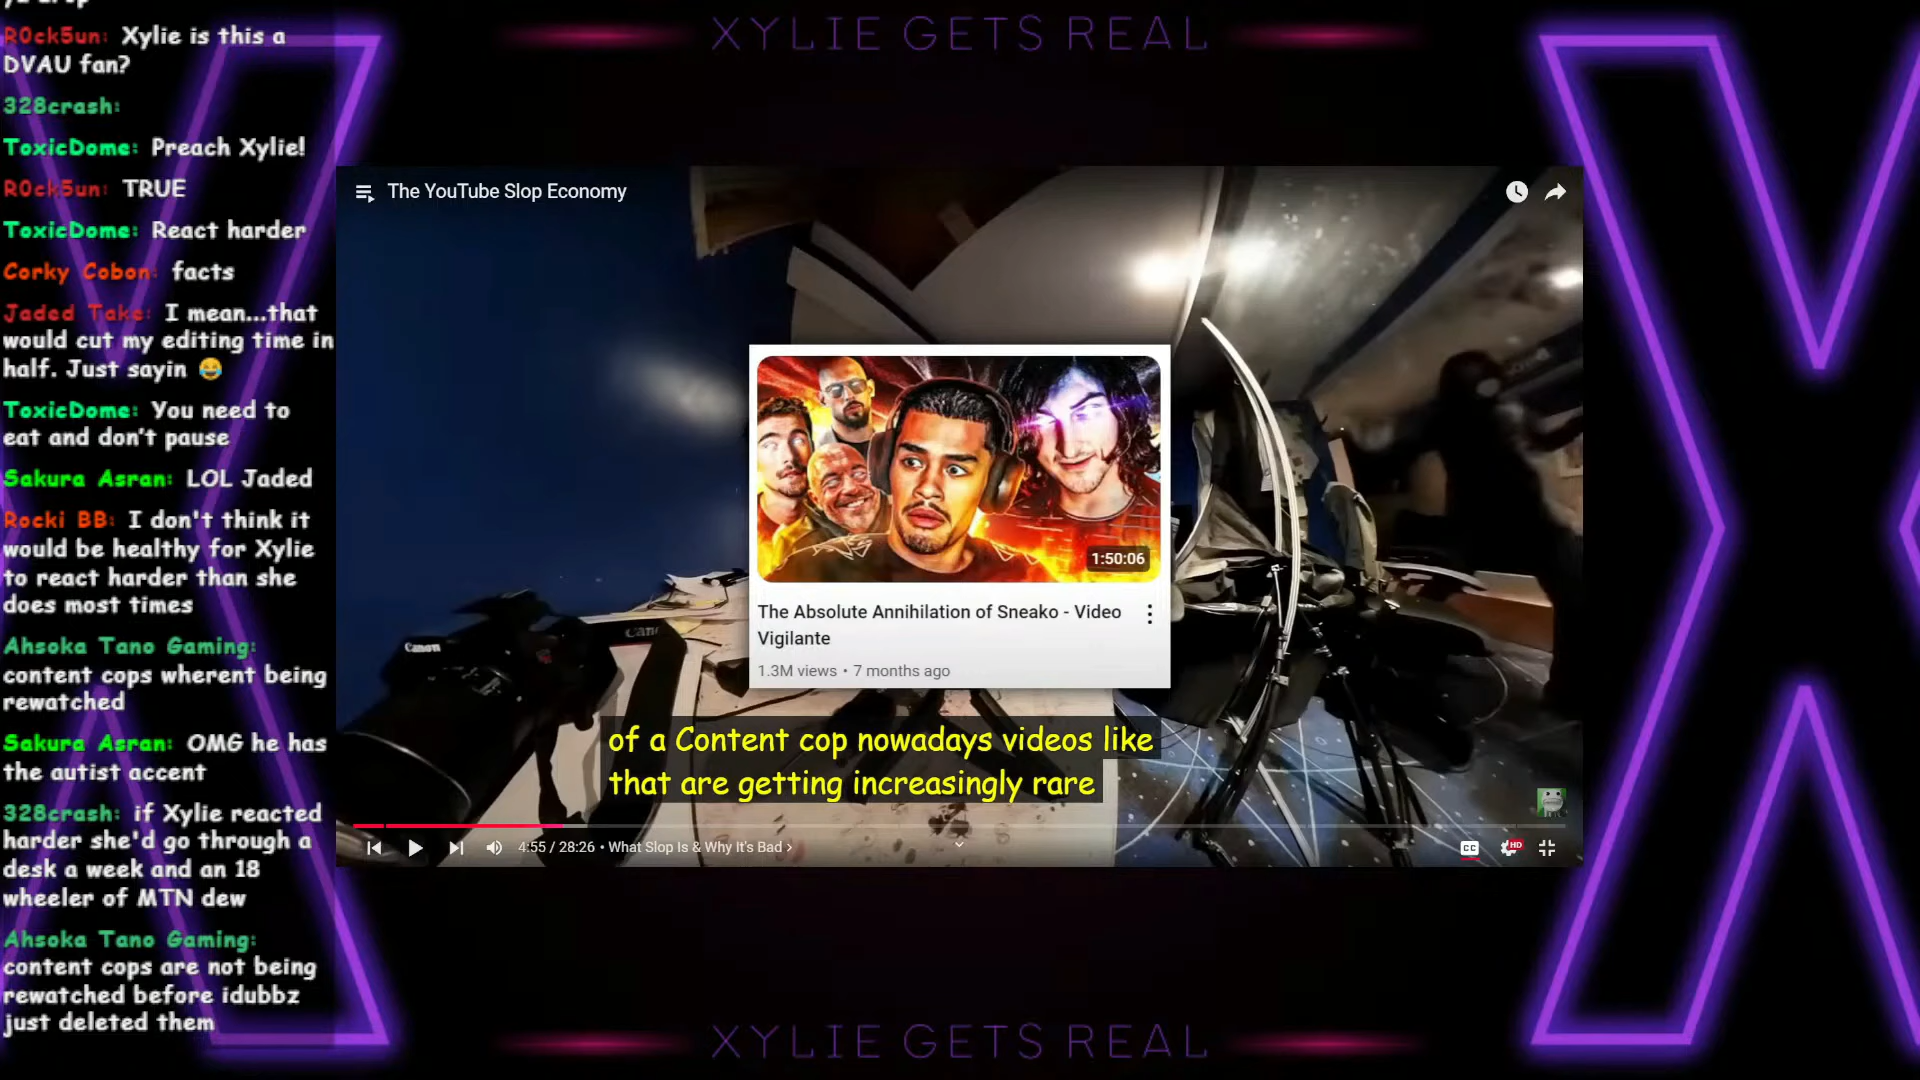 XYLIE GETS REAL
R0ck5un: Xylie is this a
DVAU fan?
328crash:
ToxicDome: Preach Xylie!
R0ck5un: TRUE
ToxicDome: React harder
Corky Cobon: facts
Jaded Take: I mean...that
would cut my editing time in
half. Just sayin 😂
ToxicDome: You need to
eat and don't pause
Sakura Asran: LOL Jaded
Rocki BB: I don't think it
would be healthy for Xylie
to react harder than she
does most times
Ahsoka Tano Gaming:
content cops wherent being
rewatched
Sakura Asran: OMG he has
the autist accent
328crash: if Xylie reacted
harder she'd go through a
desk a week and an 18
wheeler of MTN dew
Ahsoka Tano Gaming:
content cops are not being
rewatched before idubbz
just deleted them
The YouTube Slop Economy
1:50:06
The Absolute Annihilation of Sneako - Video
Vigilante
1.3M views • 7 months ago
Canon
of a Content cop nowadays videos like
that are getting increasingly rare
4:55 / 28:26 • What Slop Is & Why It's Bad >
CC
HD
XYLIE GETS REAL